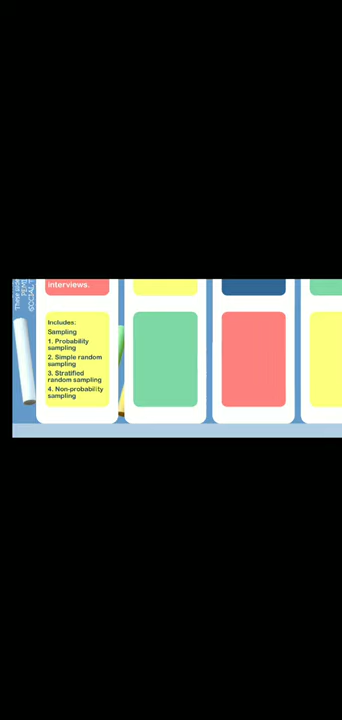 interviews.
Includes:
Sampling
1. Probability
sampling
2. Simple random
sampling
3. Stratified
random sampling
4. Non-probability
sampling